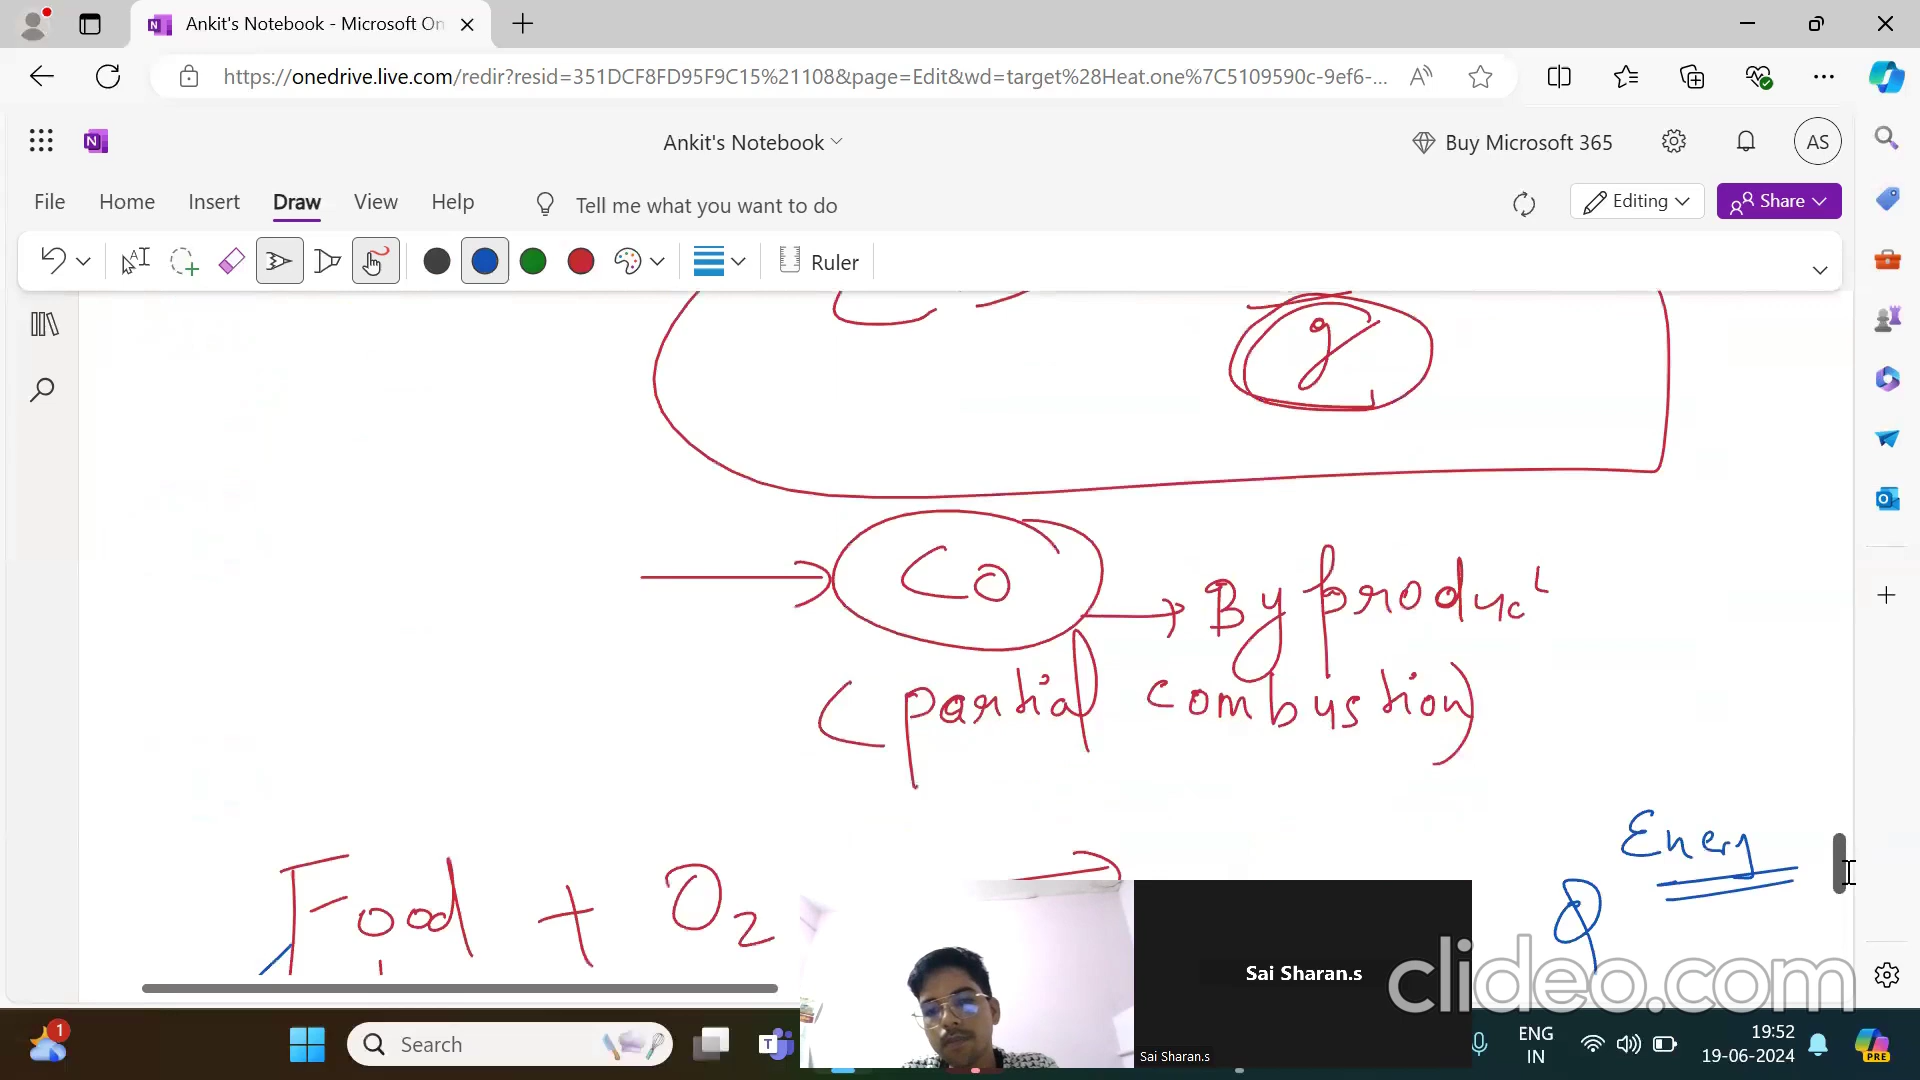 Ankit's Notebook - Microsoft On
https://onedrive.live.com/redir?resid=351DCF8FD95F9C15%21108&page=Edit&wd=target%28Heat.one%7C5109590c-9ef6-...
Ankit's Notebook
Buy Microsoft 365
AS
File Home Insert Draw View Help Tell me what you want to do
Editing
Share
Ruler
g
CO
By product
(partial combustion)
Energy
Food + O2
Q
Sai Sharan.s
clideo.com
Sai Sharan.s
1
Search
ENG
IN
19:52
19-06-2024
PRE